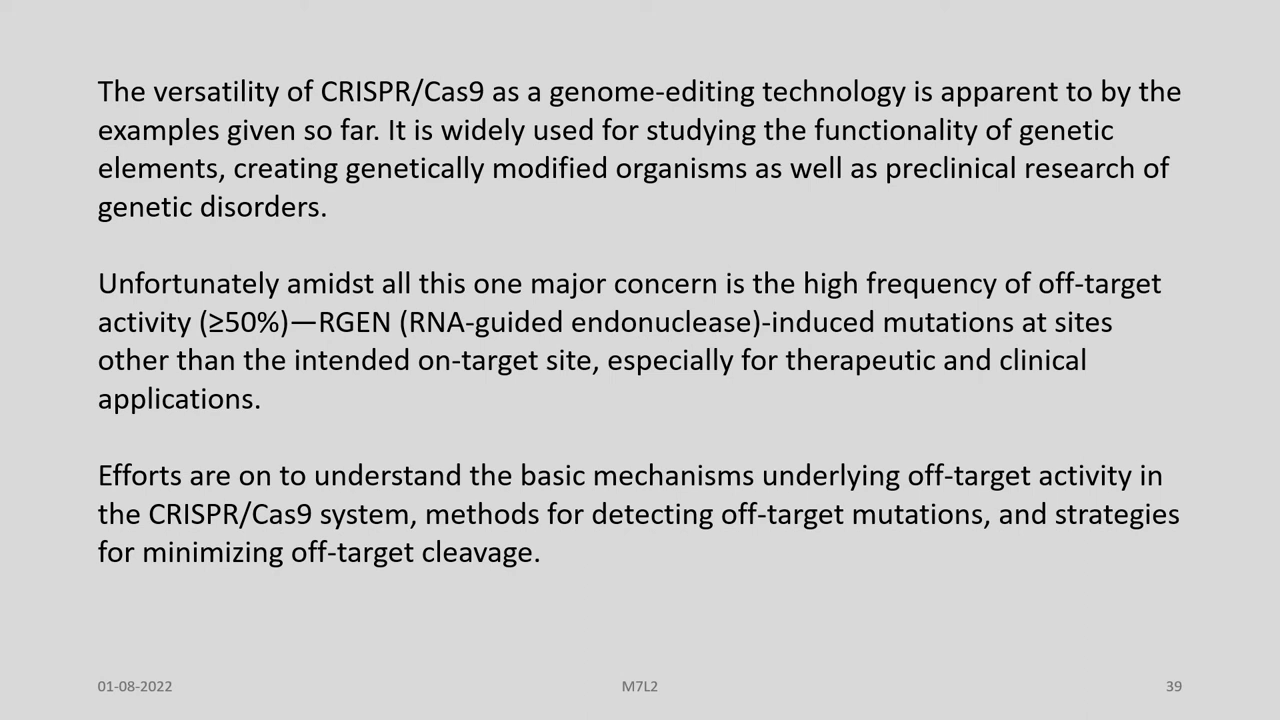 The versatility of CRISPR/Cas9 as a genome-editing technology is apparent to by the
examples given so far. It is widely used for studying the functionality of genetic
elements, creating genetically modified organisms as well as preclinical research of
genetic disorders.
Unfortunately amidst all this one major concern is the high frequency of off-target
activity (≥50%)—RGEN (RNA-guided endonuclease)-induced mutations at sites
other than the intended on-target site, especially for therapeutic and clinical
applications.
Efforts are on to understand the basic mechanisms underlying off-target activity in
the CRISPR/Cas9 system, methods for detecting off-target mutations, and strategies
for minimizing off-target cleavage.
01-08-2022
M7L2
39